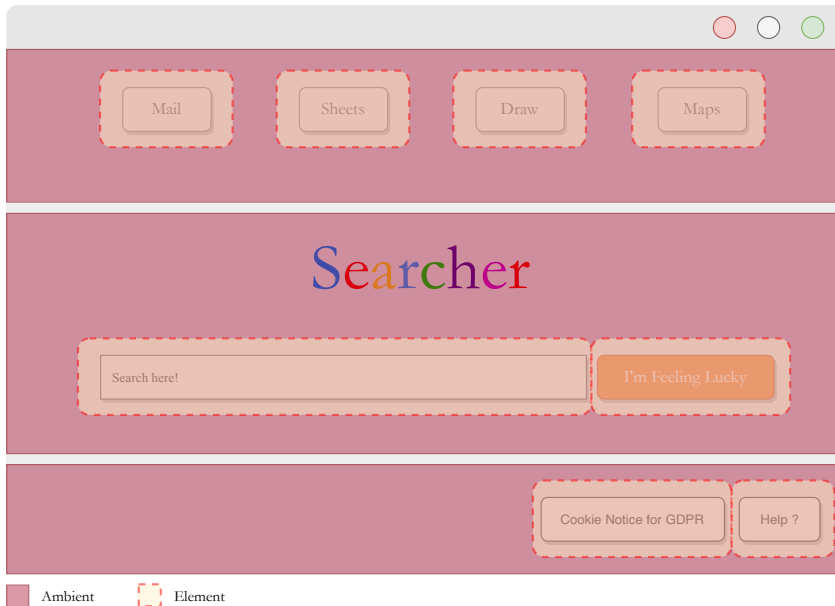 Mail Sheets Draw Maps
Searcher
Search here! I'm Feeling Lucky
Cookie Notice for GDPR Help ?
Ambient Element